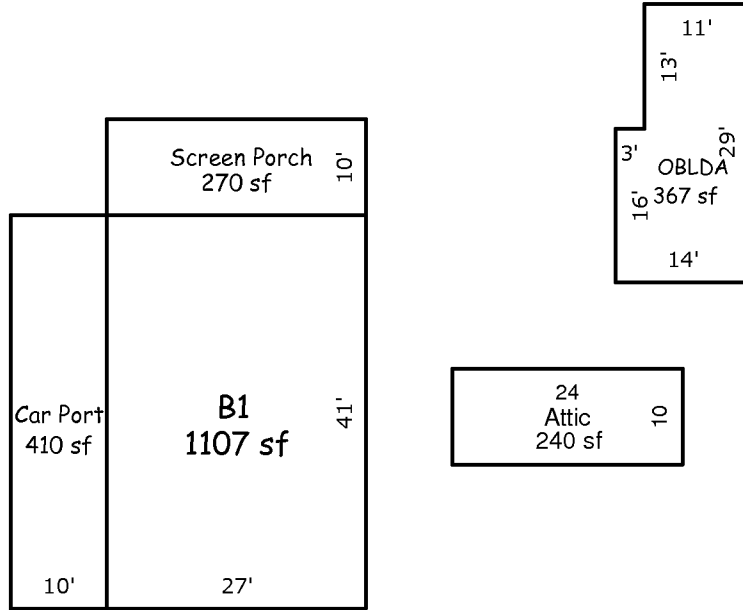 11'
13'
3'
29'
OBLDA
367 sf
16'
14'
Screen Porch
270 sf
10'
24
Attic
240 sf
10
B1
1107 sf
41'
Car Port
410 sf
10'
27'